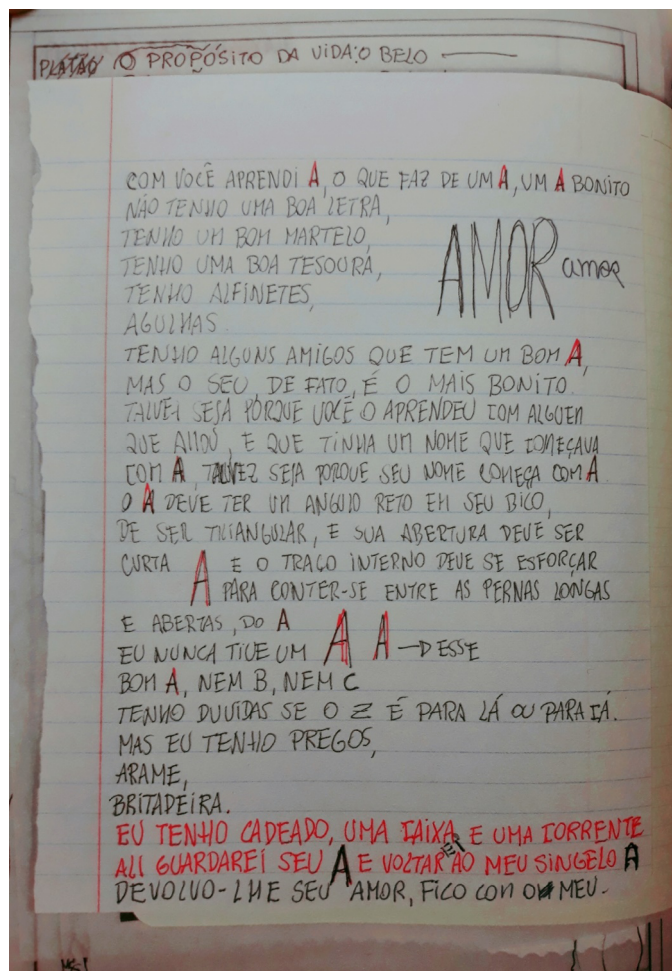 PLATÃO O PROPÓSITO DA VIDA: O BELO
COM VOCÊ APRENDI A, O QUE FAZ DE UM A, UM A BONITO
NÃO TENHO UMA BOA LETRA,
TENHO UM BOM MARTELO,
TENHO UMA BOA TESOURA,
TENHO ALFINETES,
AGULHAS.
AMOR amor
TENHO ALGUNS AMIGOS QUE TEM UM BOM A,
MAS O SEU, DE FATO, É O MAIS BONITO.
TALVEZ SEJA PORQUE VOCÊ O APRENDEU COM ALGUEM
QUE AMOU, E QUE TINHA UM NOME QUE COMEÇAVA
COM A. TALVEZ SEJA PORQUE SEU NOME COMEÇA COM A.
O A DEVE TER UM ANGULO RETO EM SEU BICO,
DE SER TRIANGULAR, E SUA ABERTURA DEVE SER
CURTA A E O TRAÇO INTERNO DEVE SE ESFORÇAR
PARA CONTER-SE ENTRE AS PERNAS LONGAS
E ABERTAS, DO A
EU NUNCA TIVE UM A A → DESSE
BOM A, NEM B, NEM C
TENHO DUVIDAS SE O Z É PARA LÁ OU PARA CÁ.
MAS EU TENHO PREGOS,
ARAME,
BRITADEIRA.
EU TENHO CADEADO, UMA CAIXA, E UMA CORRENTE
ALI GUARDAREI SEU A E VOLTAREI AO MEU SINGELO A
DEVOLVO-LHE SEU AMOR, FICO COM O MEU.